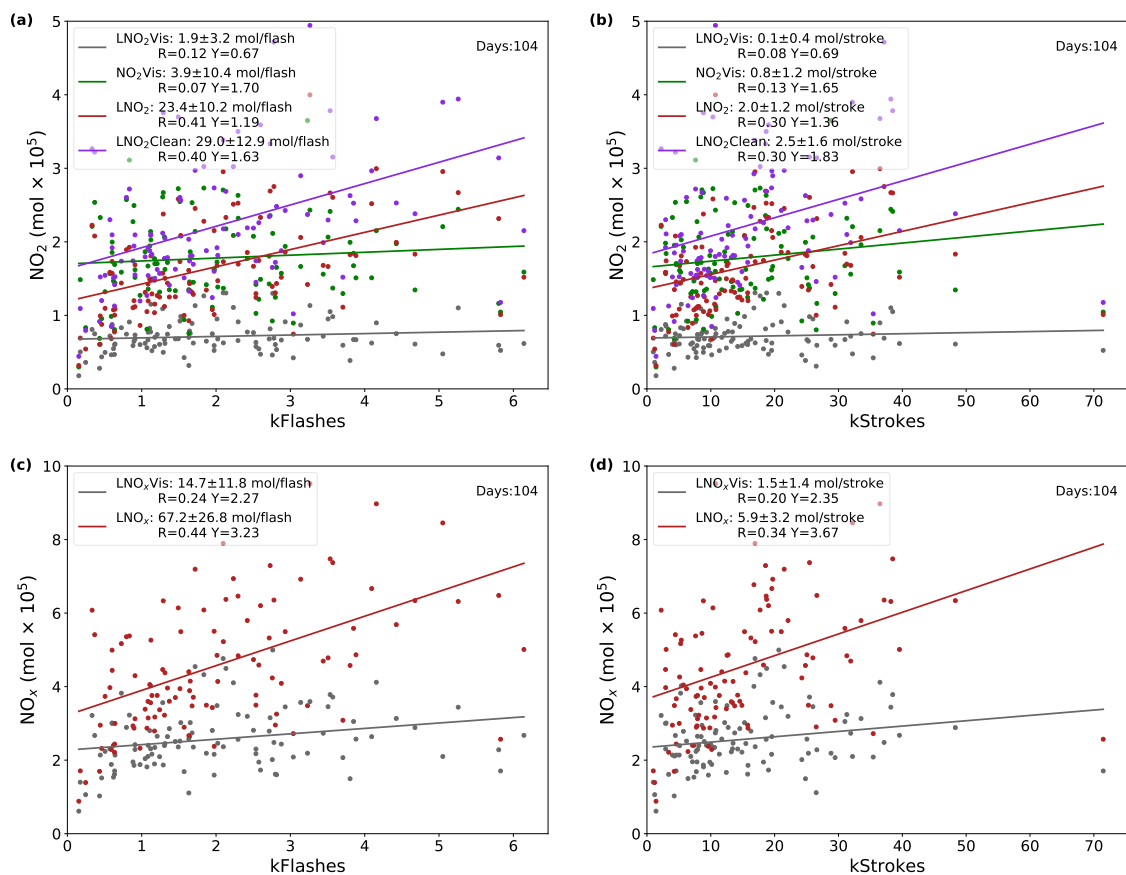 (a)
5
4
3
2
1
0
NO₂ (mol × 10⁵)
LNO₂Vis: 1.9±3.2 mol/flash
R=0.12 Y=0.67
NO₂Vis: 3.9±10.4 mol/flash
R=0.07 Y=1.70
LNO₂: 23.4±10.2 mol/flash
R=0.41 Y=1.19
LNO₂Clean: 29.0±12.9 mol/flash
R=0.40 Y=1.63
Days:104
0 1 2 3 4 5 6
kFlashes
(b)
5
4
3
2
1
0
NO₂ (mol × 10⁵)
LNO₂Vis: 0.1±0.4 mol/stroke
R=0.08 Y=0.69
NO₂Vis: 0.8±1.2 mol/stroke
R=0.13 Y=1.65
LNO₂: 2.0±1.2 mol/stroke
R=0.30 Y=1.36
LNO₂Clean: 2.5±1.6 mol/stroke
R=0.30 Y=1.83
Days:104
0 10 20 30 40 50 60 70
kStrokes
(c)
10
8
6
4
2
0
NOₓ (mol × 10⁵)
LNOₓVis: 14.7±11.8 mol/flash
R=0.24 Y=2.27
LNOₓ: 67.2±26.8 mol/flash
R=0.44 Y=3.23
Days:104
0 1 2 3 4 5 6
kFlashes
(d)
10
8
6
4
2
0
NOₓ (mol × 10⁵)
LNOₓVis: 1.5±1.4 mol/stroke
R=0.20 Y=2.35
LNOₓ: 5.9±3.2 mol/stroke
R=0.34 Y=3.67
Days:104
0 10 20 30 40 50 60 70
kStrokes